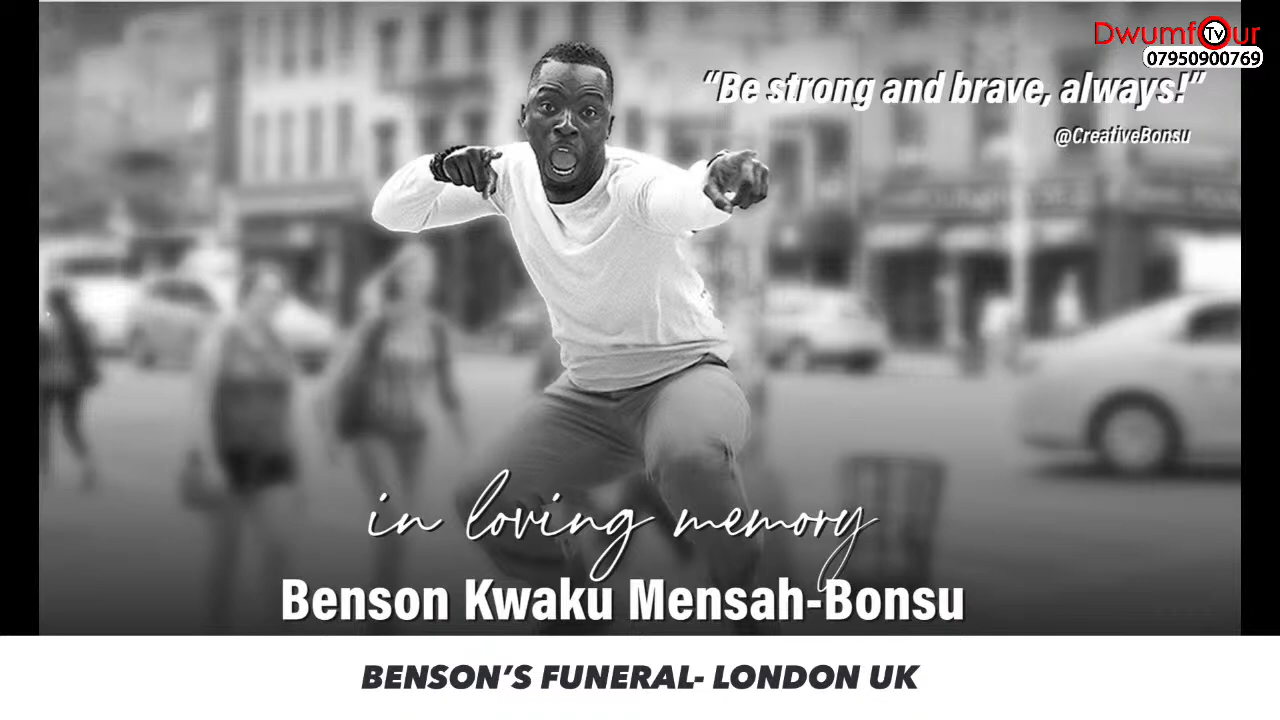 DwumfOur
Tv
07950900769
“Be strong and brave, always!”
@CreativeBonsu
in loving memory
Benson Kwaku Mensah-Bonsu
BENSON’S FUNERAL- LONDON UK